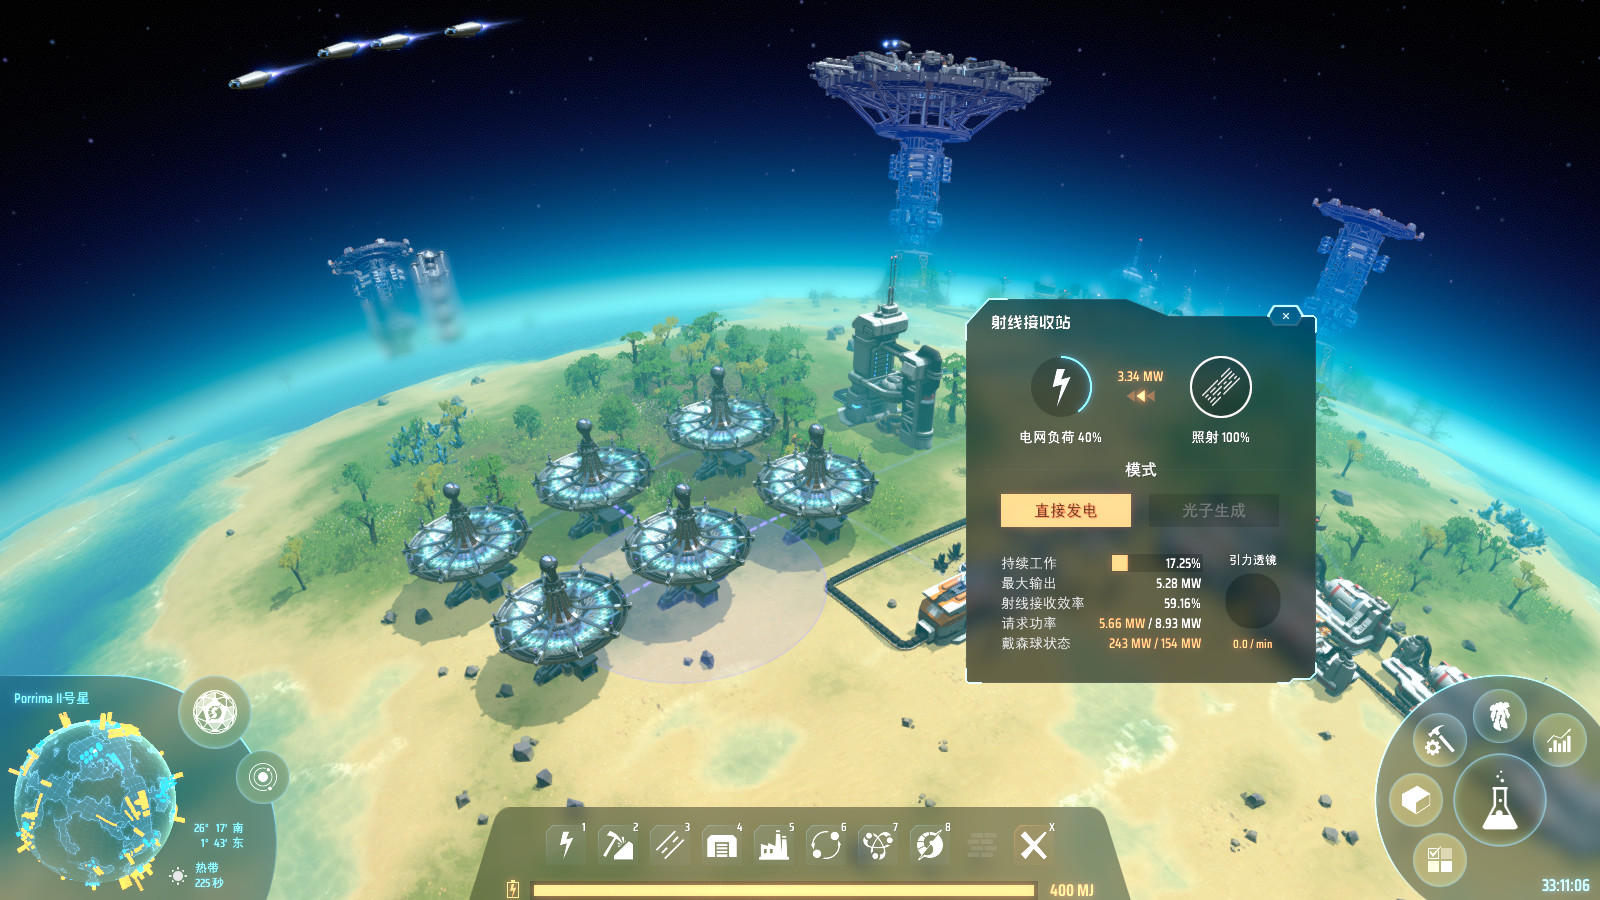 射线接收站
×
3.34 MW
电网负荷 40%
照射 100%
模式
直接发电
光子生成
持续工作 17.25%
引力透镜
最大输出 5.28 MW
射线接收效率 59.16%
请求功率 5.66 MW / 8.93 MW
戴森球状态 243 MW / 154 MW
0.0 / min
Porrima II号星
26° 17' 南
1° 43' 东
热带
225 秒
1
2
3
4
5
6
7
8
X
400 MJ
33:11:06